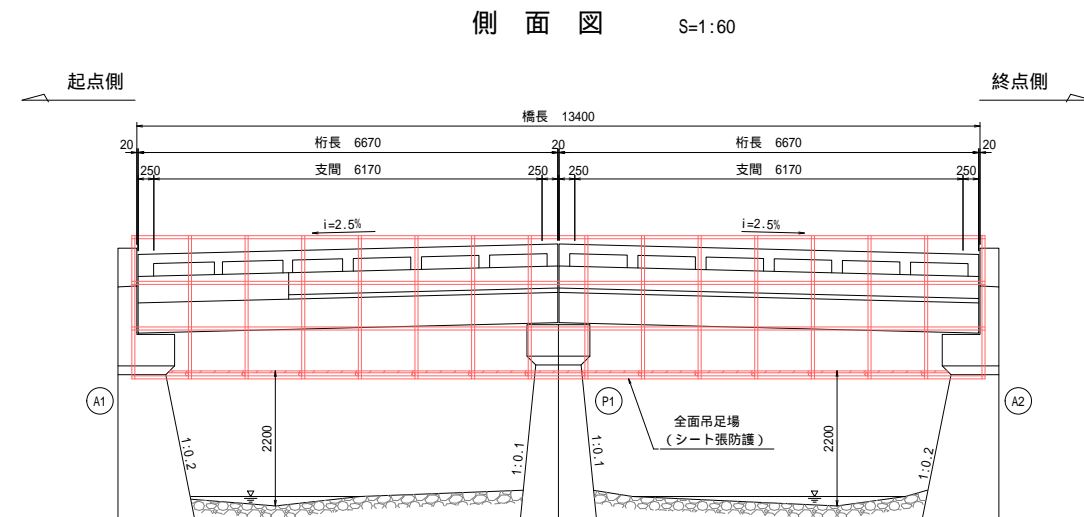 側面図 S=1:60
起点側
終点側
橋長 13400
20 桁長 6670 20 桁長 6670 20
250 支間 6170 250 250 支間 6170 250
i=2.5%
i=2.5%
A1
P1
A2
全面吊足場
(シート張防護)
2200
2200
1:0.2
1:0.1
1:0.1
1:0.2